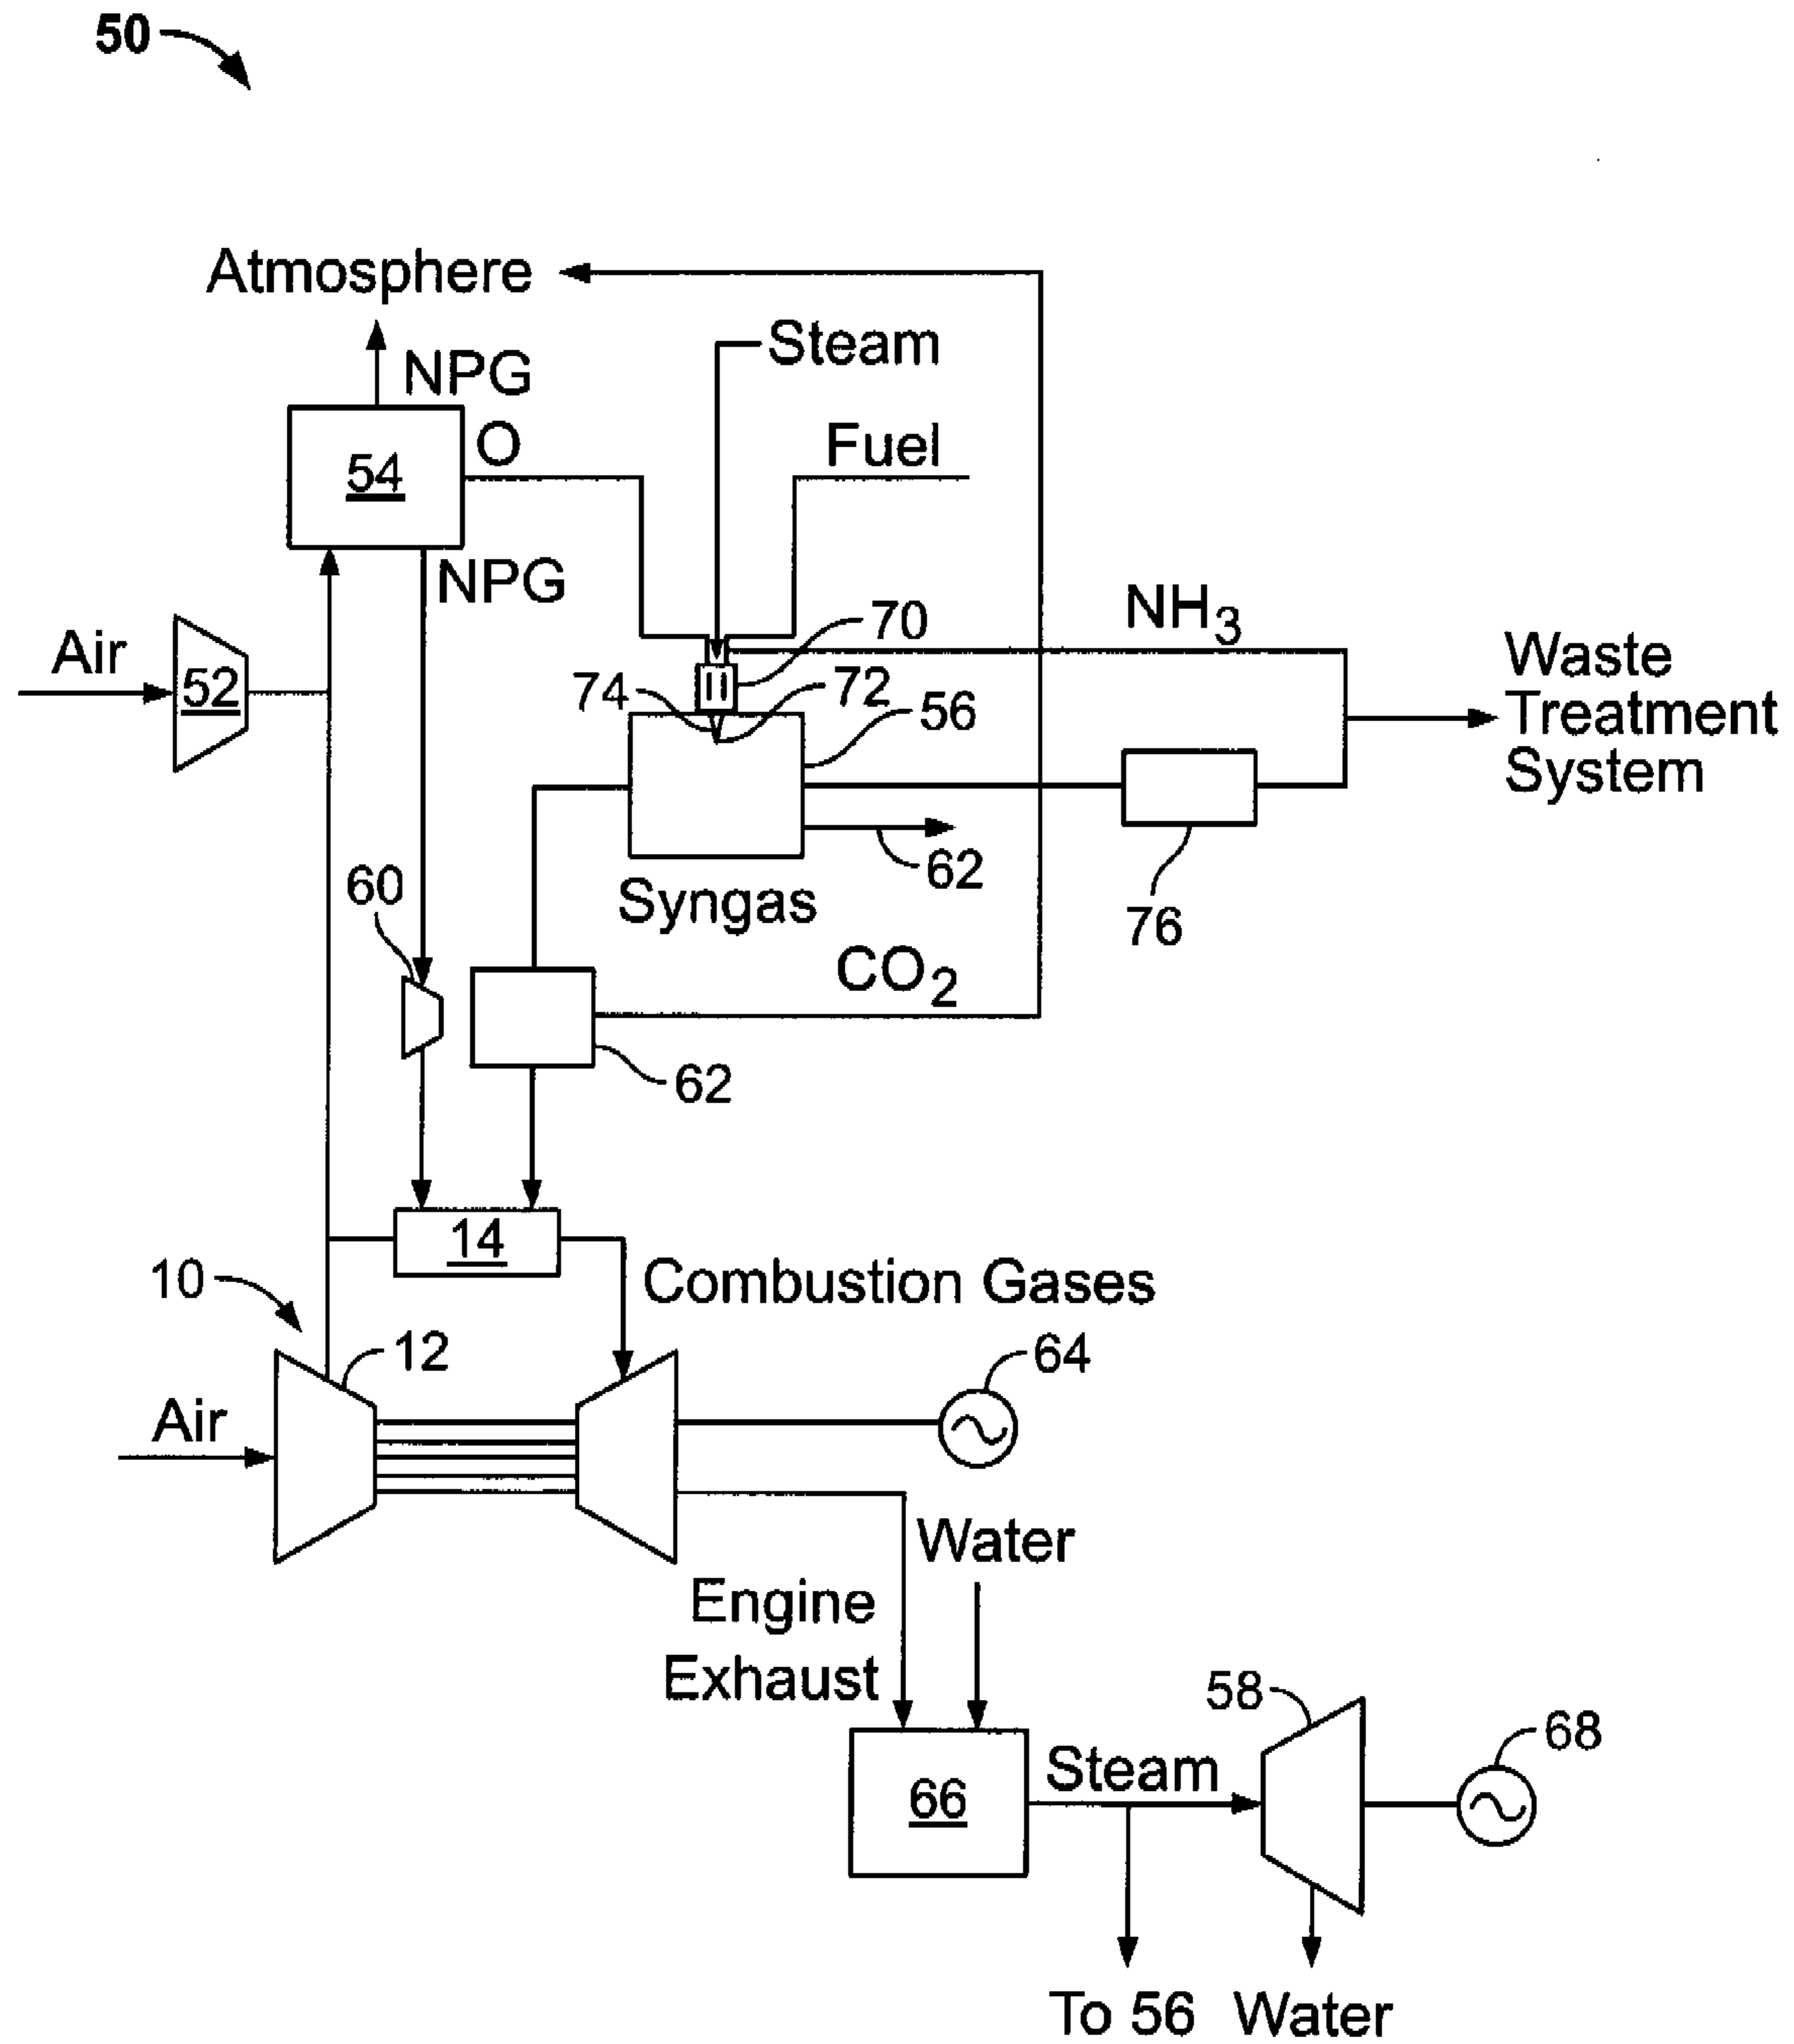 50
Atmosphere
Steam
NPG
O
Fuel
54
NPG
NH3
70
Waste
Treatment
System
Air
52
74
72
56
62
60
Syngas
76
CO2
62
14
10
Combustion Gases
12
64
Air
Water
Engine
Exhaust
58
68
Steam
66
To 56
Water